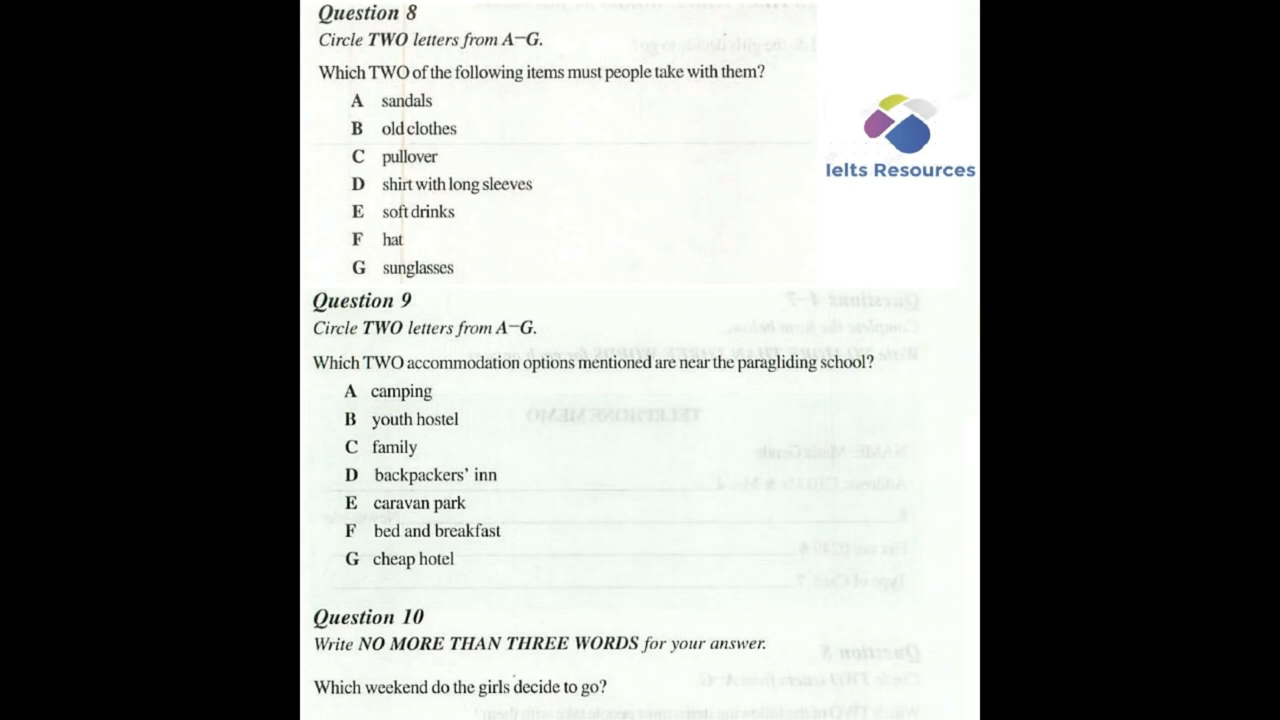 Question 8
Circle TWO letters from A–G.
Which TWO of the following items must people take with them?
A sandals
B old clothes
C pullover
D shirt with long sleeves
E soft drinks
F hat
G sunglasses
Ielts Resources
Question 9
Circle TWO letters from A–G.
Which TWO accommodation options mentioned are near the paragliding school?
A camping
B youth hostel
C family
D backpackers' inn
E caravan park
F bed and breakfast
G cheap hotel
Question 10
Write NO MORE THAN THREE WORDS for your answer.
Which weekend do the girls decide to go?